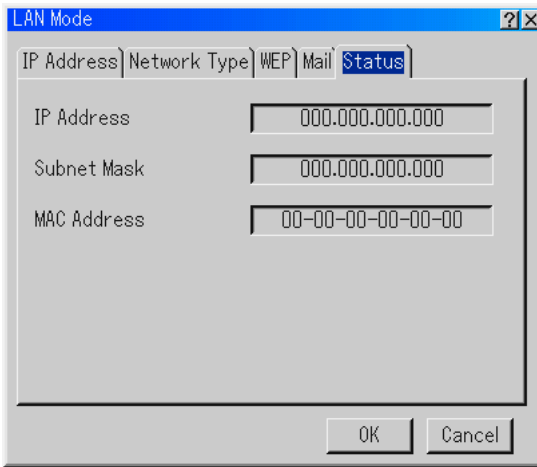 LAN Mode ? ×
IP Address Network Type WEP Mail Status
IP Address 000.000.000.000
Subnet Mask 000.000.000.000
MAC Address 00-00-00-00-00-00
OK Cancel